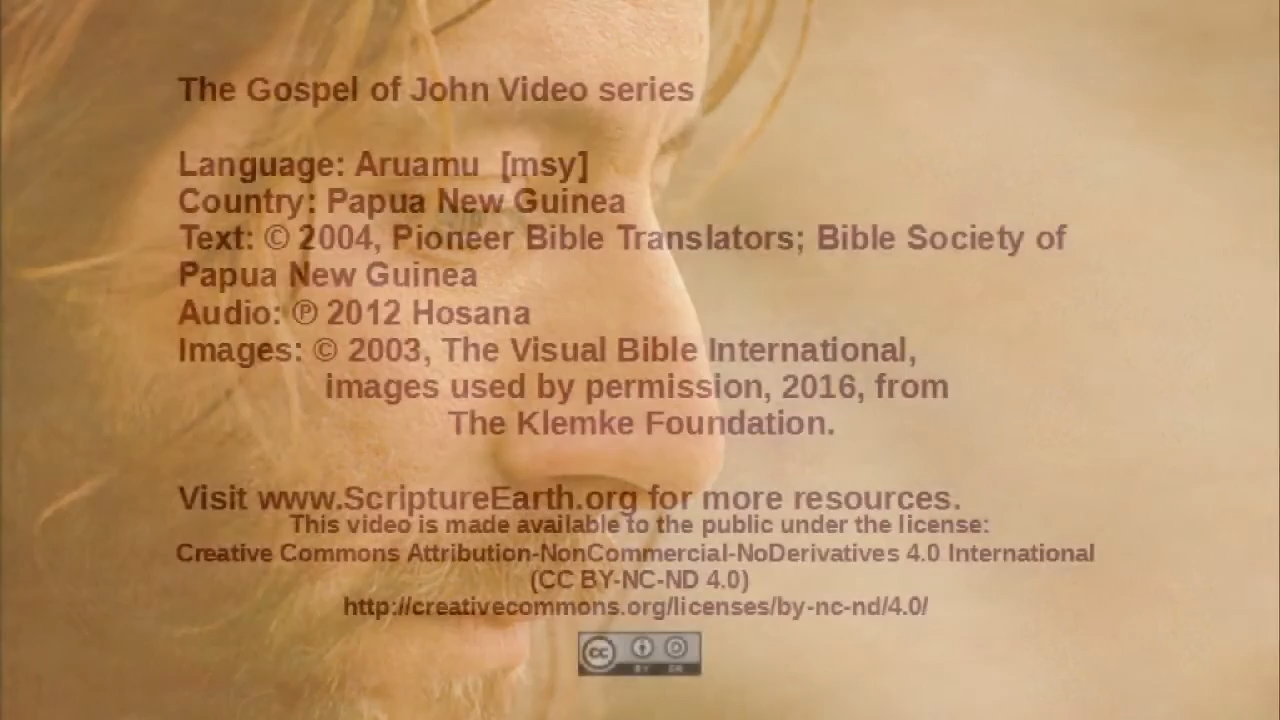 The Gospel of John Video series
Language: Aruamu [msy]
Country: Papua New Guinea
Text: © 2004, Pioneer Bible Translators; Bible Society of
Papua New Guinea
Audio: ℗ 2012 Hosana
Images: © 2003, The Visual Bible International,
images used by permission, 2016, from
The Klemke Foundation.
Visit www.ScriptureEarth.org for more resources.
This video is made available to the public under the license:
Creative Commons Attribution-NonCommercial-NoDerivatives 4.0 International
(CC BY-NC-ND 4.0)
http://creativecommons.org/licenses/by-nc-nd/4.0/
cc